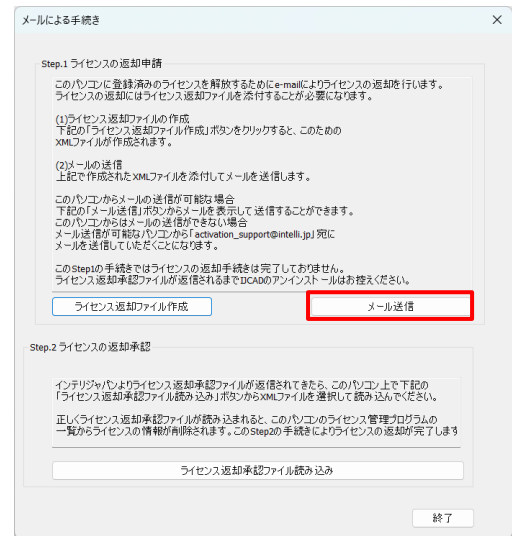 メールによる手続き
Step.1 ライセンスの返却申請
このパソコンに登録済みのライセンスを解放するためにe-mailによりライセンスの返却を行います。
ライセンスの返却にはライセンス返却ファイルを添付することが必要になります。
(1)ライセンス返却ファイルの作成
下記の「ライセンス返却ファイル作成」ボタンをクリックすると、このための
XMLファイルが作成されます。
(2)メールの送信
上記で作成されたXMLファイルを添付してメールを送信します。
このパソコンからメールの送信が可能な場合
下記の「メール送信」ボタンからメールを表示して送信することができます。
このパソコンからはメールの送信ができない場合
メール送信が可能なパソコンから「activation_support@intelli.jp」宛に
メールを送信していただくことになります。
このStep1の手続きではライセンスの返却手続きは完了しておりません。
ライセンス返却承認ファイルが返信されるまでIJCADのアンインストールはお控えください。
ライセンス返却ファイル作成
メール送信
Step.2 ライセンスの返却承認
インテリジャパンよりライセンス返却承認ファイルが返信されてきたら、このパソコン上で下記の
「ライセンス返却承認ファイル読み込み」ボタンからXMLファイルを選択して読み込んでください。
正しくライセンス返却承認ファイルが読み込まれると、このパソコンのライセンス管理プログラムの
一覧からライセンスの情報が削除されます。このStep2の手続きによりライセンスの返却が完了します
ライセンス返却承認ファイル読み込み
終了